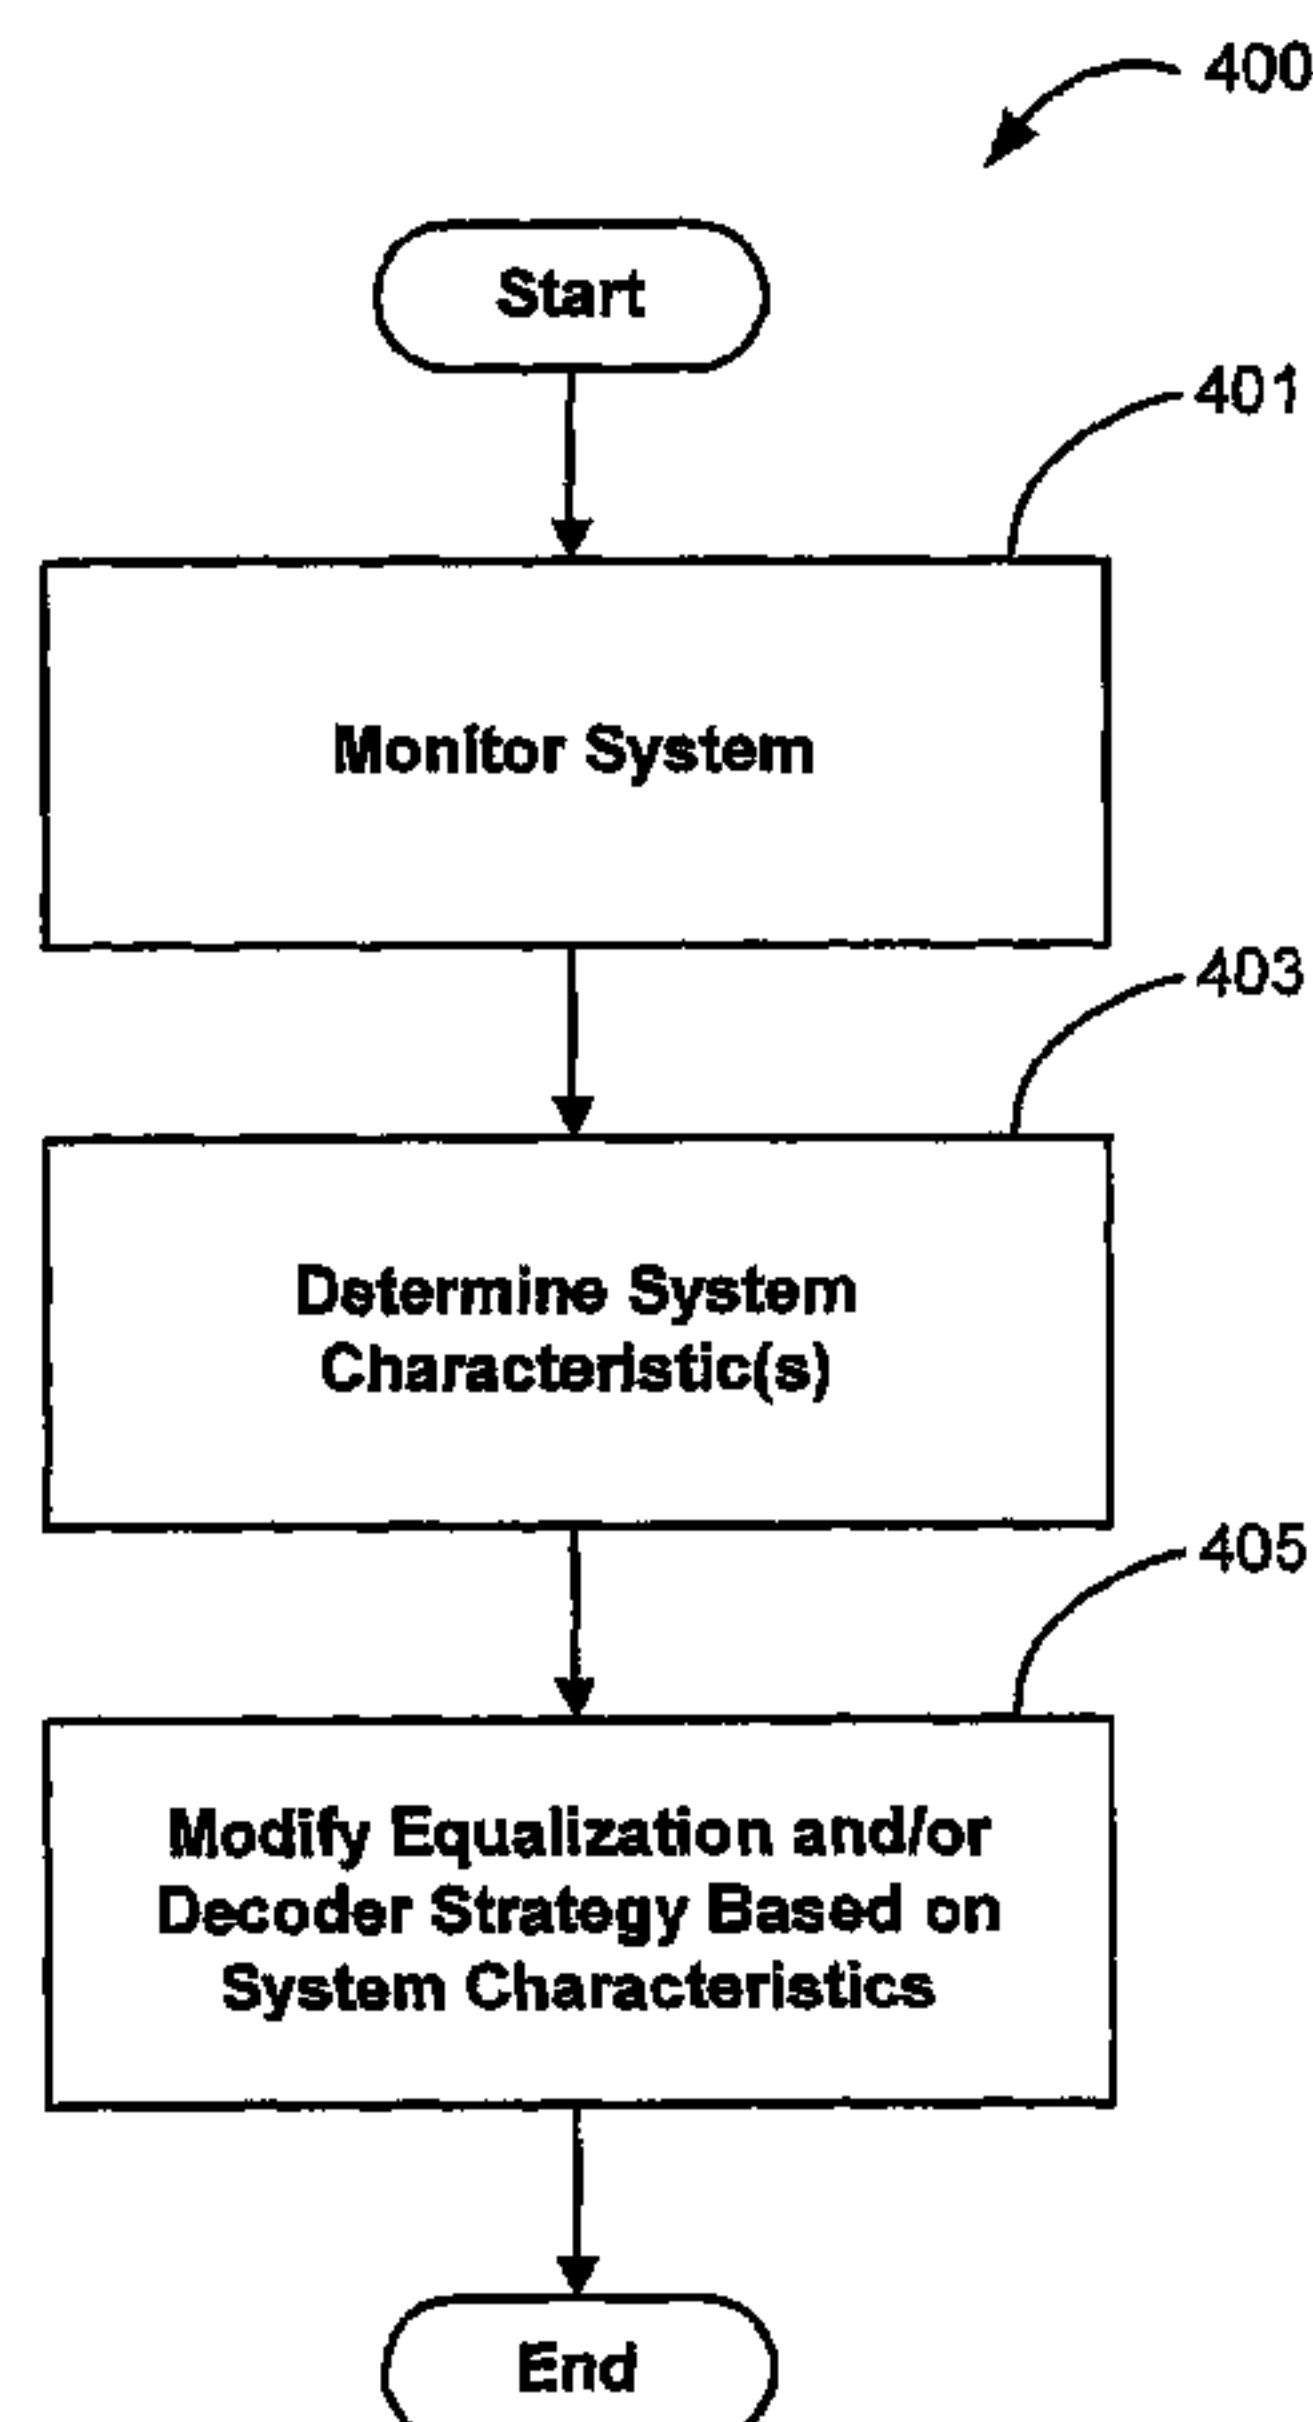 400
Start
401
Monitor System
403
Determine System
Characteristic(s)
405
Modify Equalization and/or
Decoder Strategy Based on
System Characteristics
End